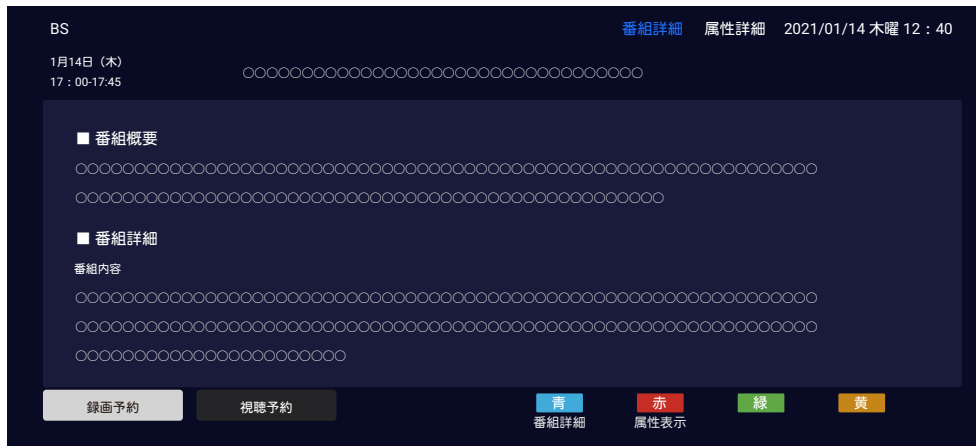 BS 番組詳細 属性詳細 2021/01/14 木曜 12：40
1月14日（木）
17：00-17:45
○○○○○○○○○○○○○○○○○○○○○○○○○○○○○○○○○○
■ 番組概要
○○○○○○○○○○○○○○○○○○○○○○○○○○○○○○○○○○○○○○○○○○○○○○○○○○○○○○○○○○○○○○○
○○○○○○○○○○○○○○○○○○○○○○○○○○○○○○○○○○○○○○○○○○○○○○○○○○
■ 番組詳細
番組内容
○○○○○○○○○○○○○○○○○○○○○○○○○○○○○○○○○○○○○○○○○○○○○○○○○○○○○○○○○○○○○○○
○○○○○○○○○○○○○○○○○○○○○○○○○○○○○○○○○○○○○○○○○○○○○○○○○○○○○○○○○○○○○○○
○○○○○○○○○○○○○○○○○○○○○○○
録画予約 視聴予約 青 赤 緑 黄
番組詳細 属性表示